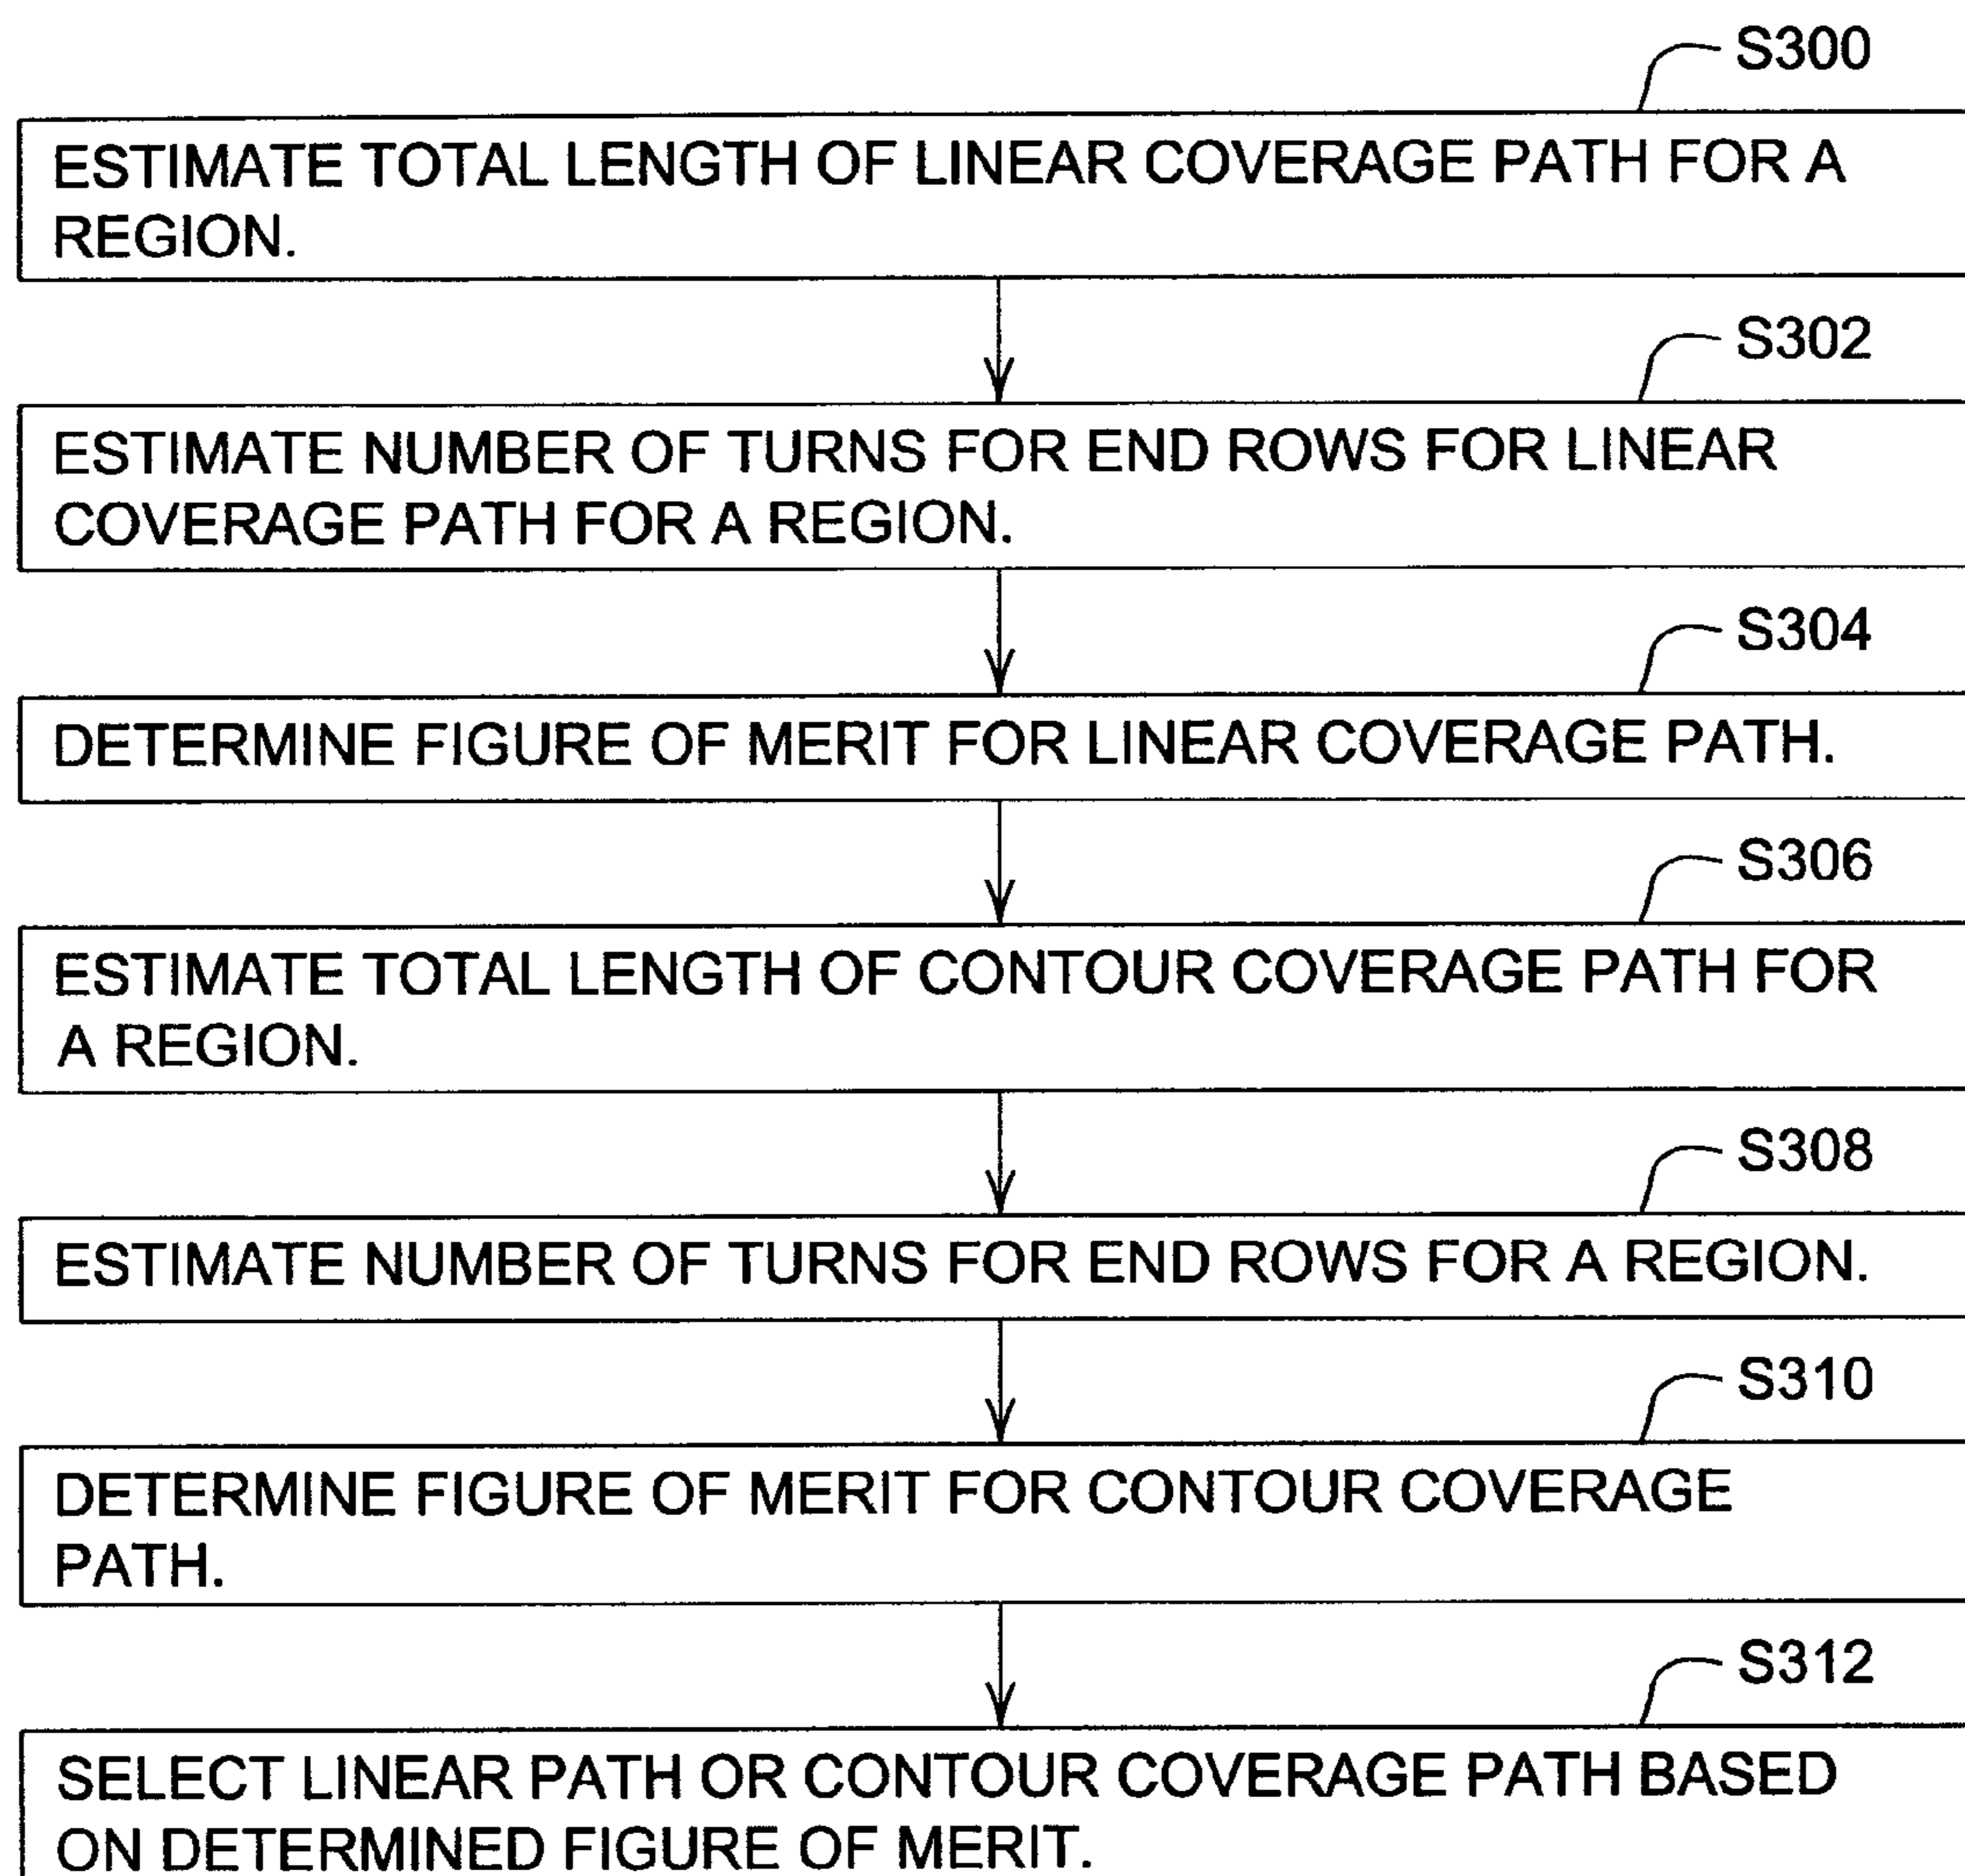 S300
ESTIMATE TOTAL LENGTH OF LINEAR COVERAGE PATH FOR A
REGION.
S302
ESTIMATE NUMBER OF TURNS FOR END ROWS FOR LINEAR
COVERAGE PATH FOR A REGION.
S304
DETERMINE FIGURE OF MERIT FOR LINEAR COVERAGE PATH.
S306
ESTIMATE TOTAL LENGTH OF CONTOUR COVERAGE PATH FOR
A REGION.
S308
ESTIMATE NUMBER OF TURNS FOR END ROWS FOR A REGION.
S310
DETERMINE FIGURE OF MERIT FOR CONTOUR COVERAGE
PATH.
S312
SELECT LINEAR PATH OR CONTOUR COVERAGE PATH BASED
ON DETERMINED FIGURE OF MERIT.